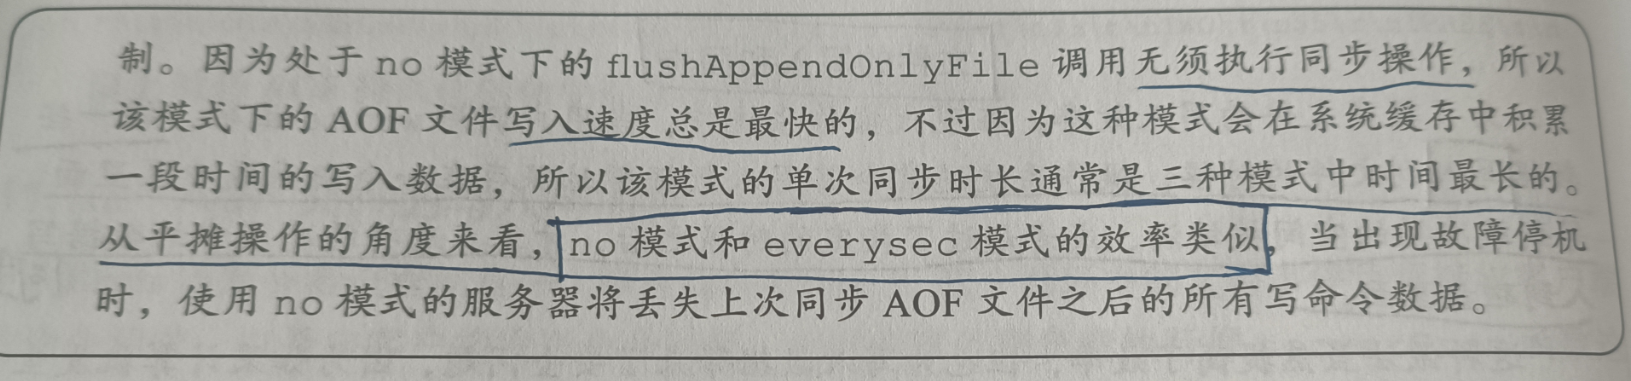 制。因为处于 no 模式下的 flushAppendOnlyFile 调用无须执行同步操作，所以
该模式下的 AOF 文件写入速度总是最快的，不过因为这种模式会在系统缓存中积累
一段时间的写入数据，所以该模式的单次同步时长通常是三种模式中时间最长的。
从平摊操作的角度来看，no 模式和 everysec 模式的效率类似，当出现故障停机
时，使用 no 模式的服务器将丢失上次同步 AOF 文件之后的所有写命令数据。